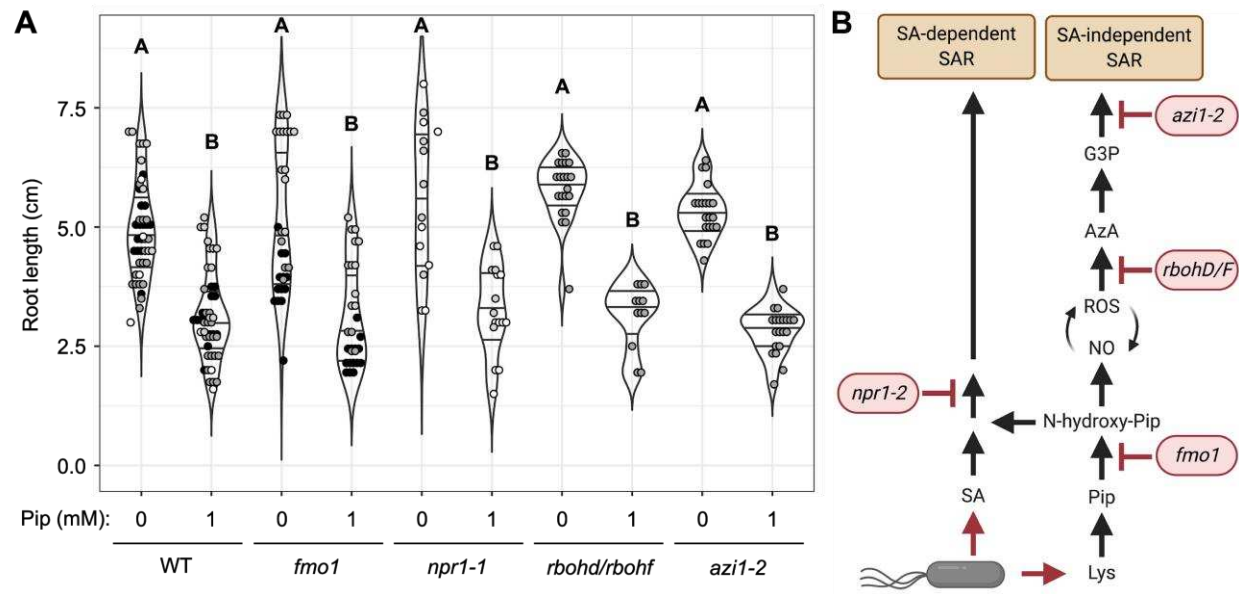 A
Root length (cm)
7.5
5.0
2.5
0.0
A
B
A
B
A
B
A
B
A
B
Pip (mM): 0 1 0 1 0 1 0 1 0 1
WT fmo1 npr1-1 rbohd/rbohf azi1-2
B
SA-dependent
SAR
SA-independent
SAR
azi1-2
G3P
AzA
rbohD/F
ROS
NO
npr1-2
N-hydroxy-Pip
fmo1
SA
Pip
Lys